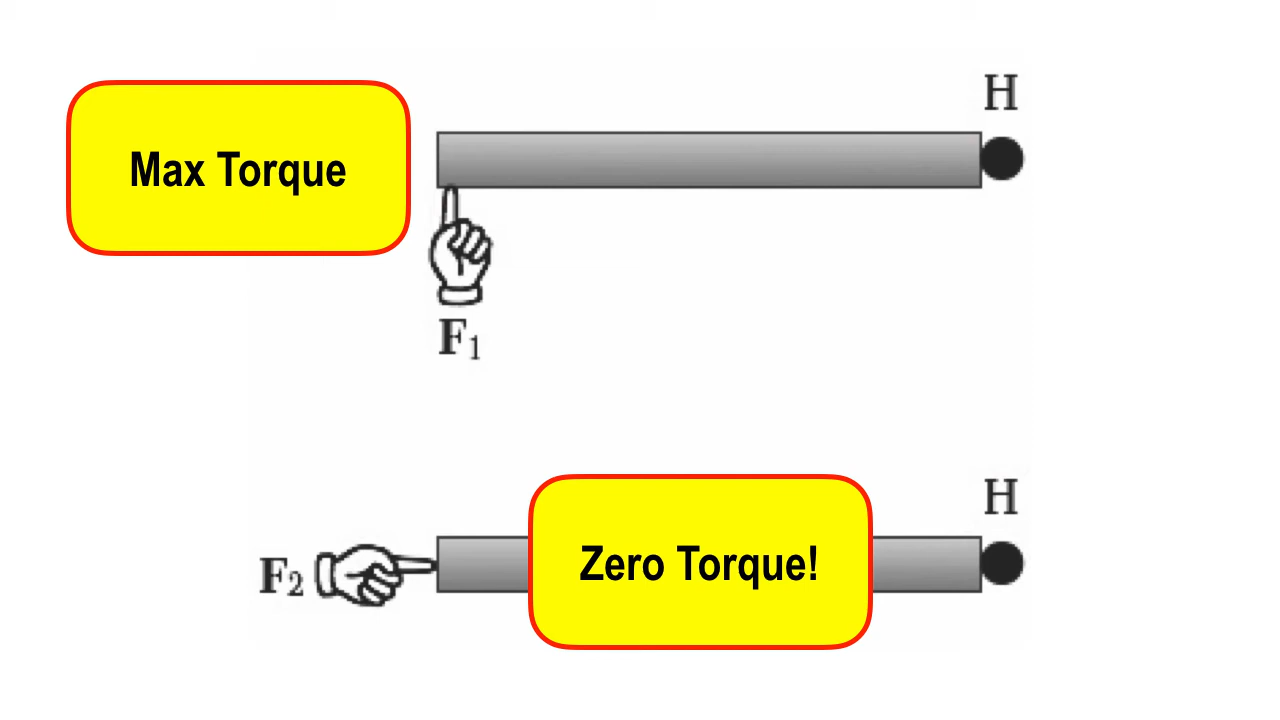 H
Max Torque
F₁
H
Zero Torque!
F₂